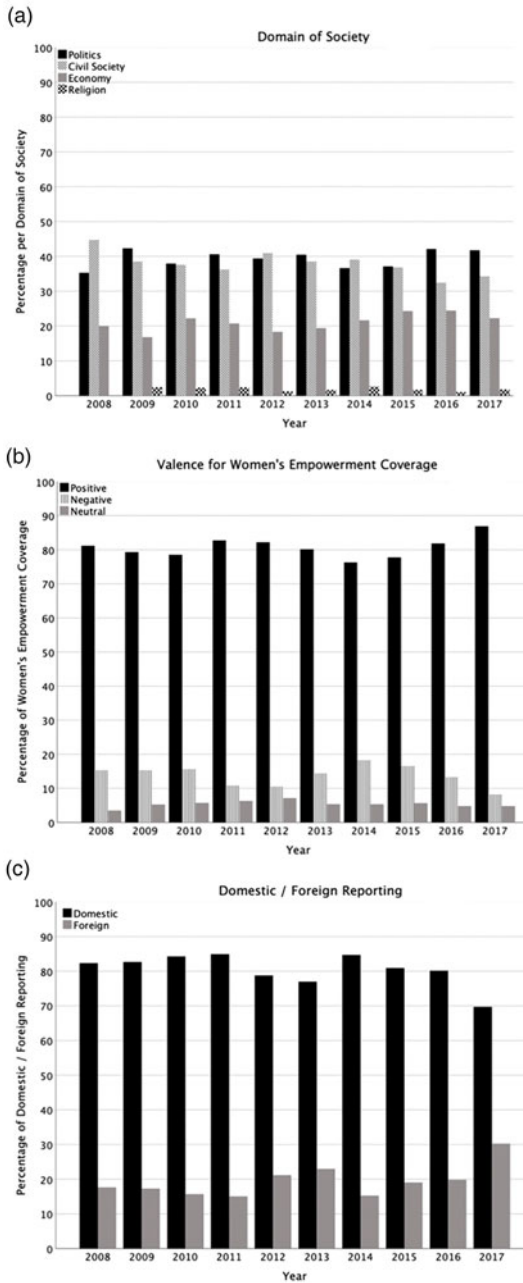 (a)
Domain of Society
Politics
Civil Society
Economy
Religion
Percentage per Domain of Society
100
90
80
70
60
50
40
30
20
10
0
2008 2009 2010 2011 2012 2013 2014 2015 2016 2017
Year
(b)
Valence for Women's Empowerment Coverage
Positive
Negative
Neutral
Percentage of Women's Empowerment Coverage
100
90
80
70
60
50
40
30
20
10
0
2008 2009 2010 2011 2012 2013 2014 2015 2016 2017
Year
(c)
Domestic / Foreign Reporting
Domestic
Foreign
Percentage of Domestic / Foreign Reporting
100
90
80
70
60
50
40
30
20
10
0
2008 2009 2010 2011 2012 2013 2014 2015 2016 2017
Year